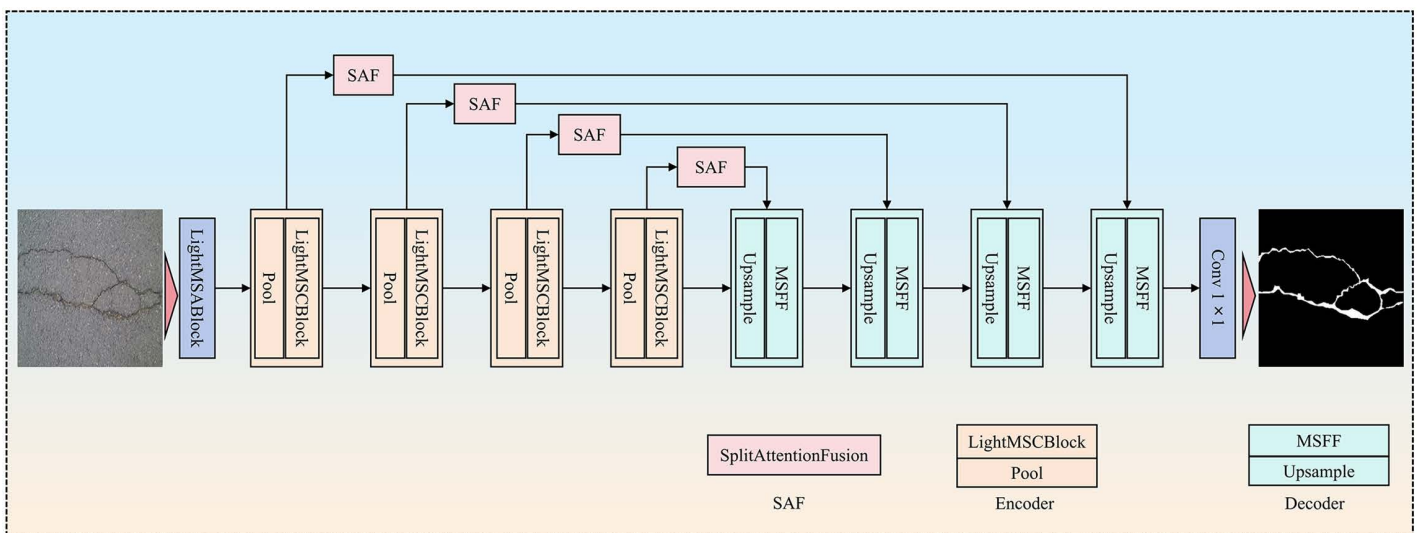 SAF
SAF
SAF
SAF
LightMSABlock
Pool
LightMSCBlock
Pool
LightMSCBlock
Pool
LightMSCBlock
Pool
LightMSCBlock
Upsample
MSFF
Upsample
MSFF
Upsample
MSFF
Upsample
MSFF
Conv 1×1
SplitAttentionFusion
SAF
LightMSCBlock
Pool
Encoder
MSFF
Upsample
Decoder